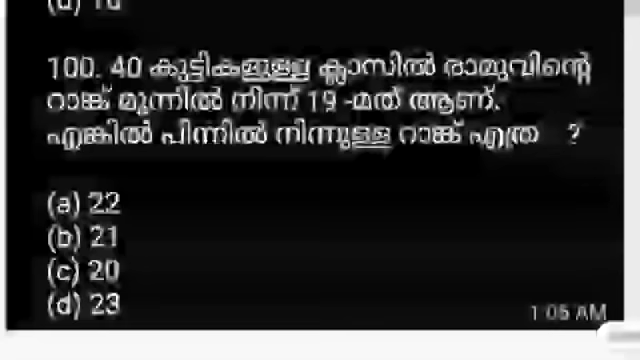 100. 40 കുട്ടികളുള്ള ക്ലാസിൽ രാമുവിന്റെ
റാങ്ക് മുന്നിൽ നിന്ന് 19 -മത് ആണ്.
എങ്കിൽ പിന്നിൽ നിന്നുള്ള റാങ്ക് എത്ര ?
(a) 22
(b) 21
(c) 20
(d) 23
1:05 AM